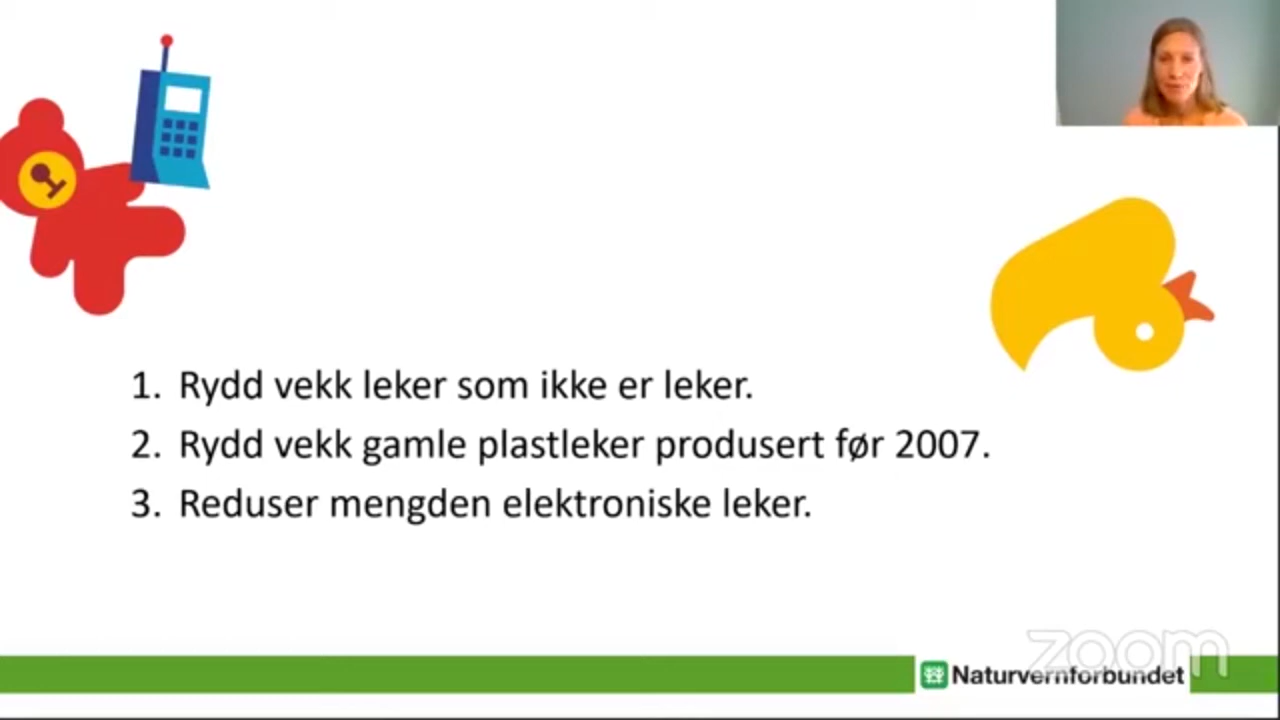 1. Rydd vekk leker som ikke er leker.
2. Rydd vekk gamle plastleker produsert før 2007.
3. Reduser mengden elektroniske leker.
zoom
Naturvernforbundet